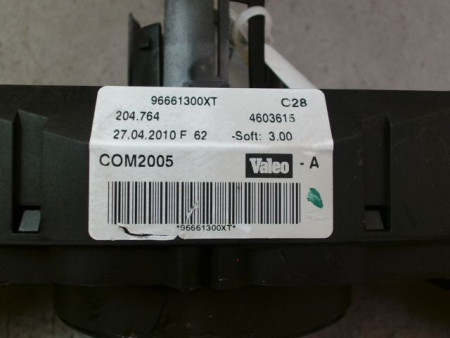 96661300XT C28
204.764 4603615
27.04.2010 F 62 -Soft: 3.00
COM2005 Valeo - A
*96661300XT*